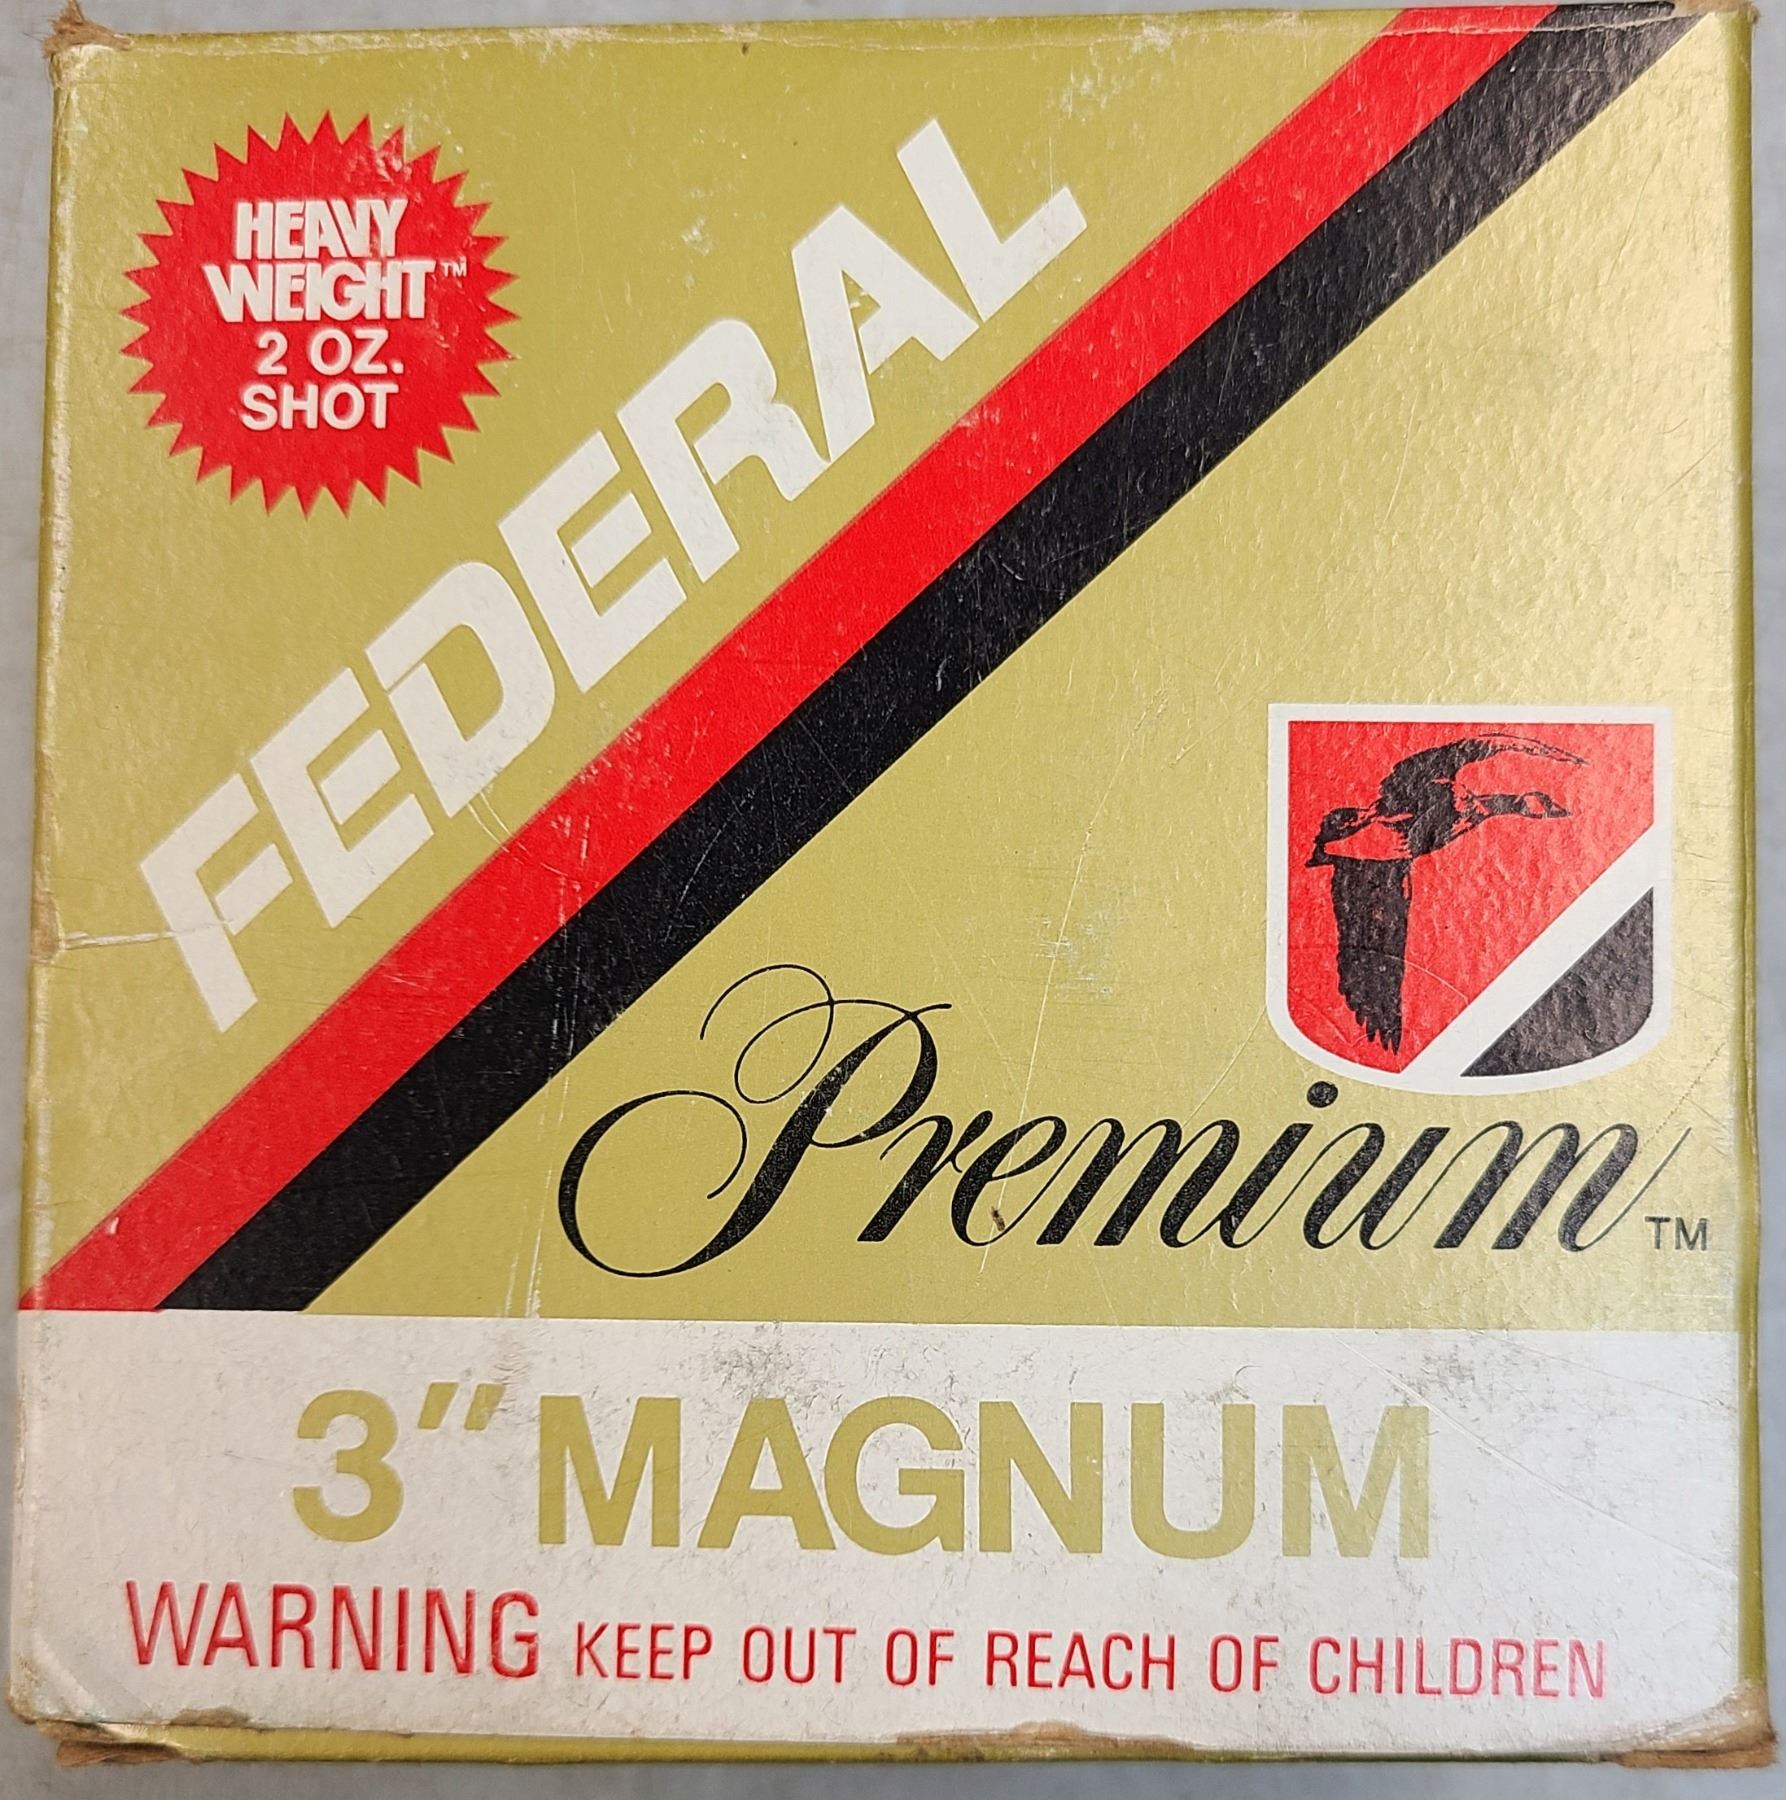 HEAVY
WEIGHT™
2 OZ.
SHOT
FEDERAL
Premium™
3" MAGNUM
WARNING KEEP OUT OF REACH OF CHILDREN